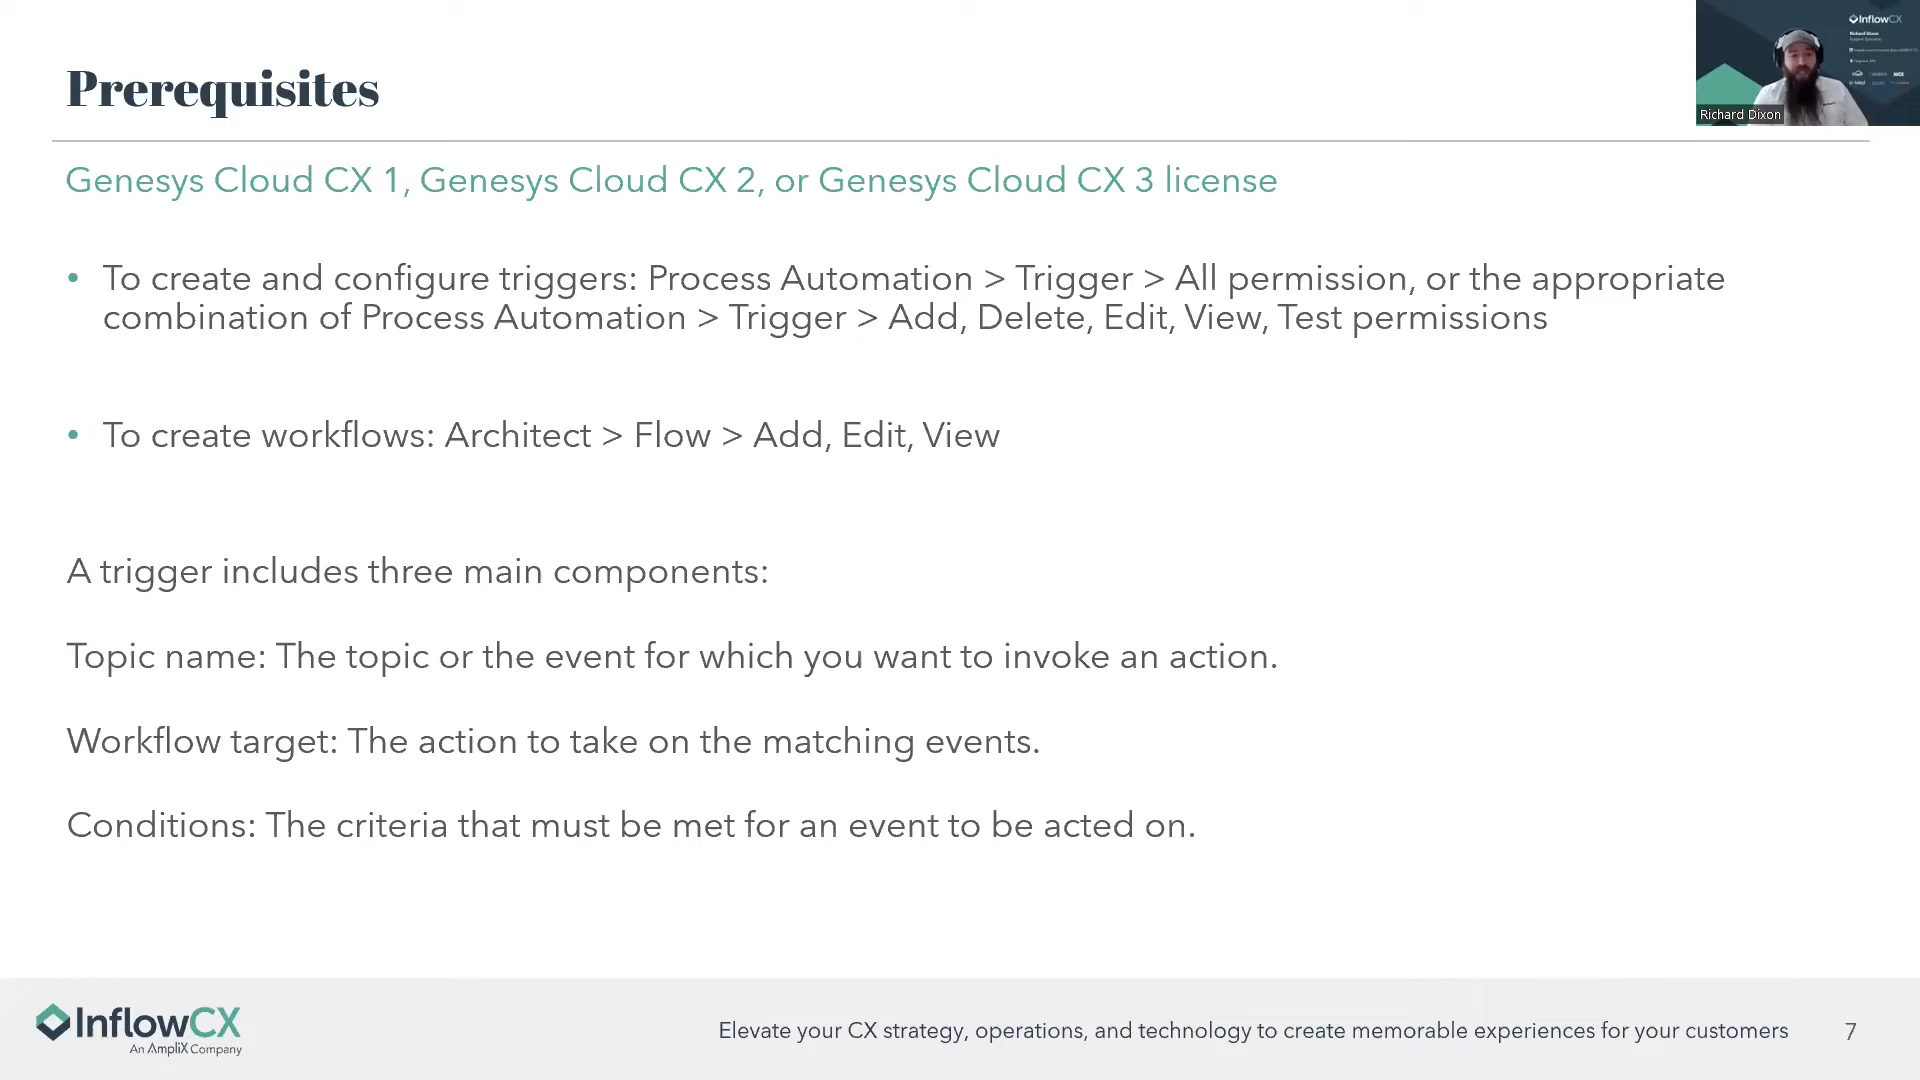 InflowCX
Richard Dixon
Prerequisites
Richard Dixon
Genesys Cloud CX 1, Genesys Cloud CX 2, or Genesys Cloud CX 3 license
• To create and configure triggers: Process Automation > Trigger > All permission, or the appropriate
combination of Process Automation > Trigger > Add, Delete, Edit, View, Test permissions
• To create workflows: Architect > Flow > Add, Edit, View
A trigger includes three main components:
Topic name: The topic or the event for which you want to invoke an action.
Workflow target: The action to take on the matching events.
Conditions: The criteria that must be met for an event to be acted on.
InflowCX
An AmpliX Company
Elevate your CX strategy, operations, and technology to create memorable experiences for your customers
7